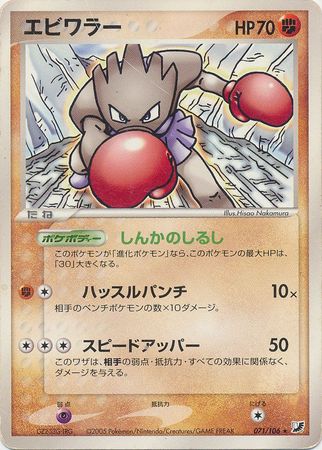 エビワラー HP70
たね
Illus.Hisao Nakamura
ポケボディー しんかのしるし
このポケモンが「進化ポケモン」なら、このポケモンの最大HPは、
「30」大きくなる。
ハッスルパンチ 10×
相手のベンチポケモンの数×10ダメージ。
スピードアッパー 50
このワザは、相手の弱点・抵抗力・すべての効果に関係なく、
ダメージを与える。
弱点 抵抗力 にげる
©2005 Pokémon/Nintendo/Creatures/GAME FREAK. 071/106 ★